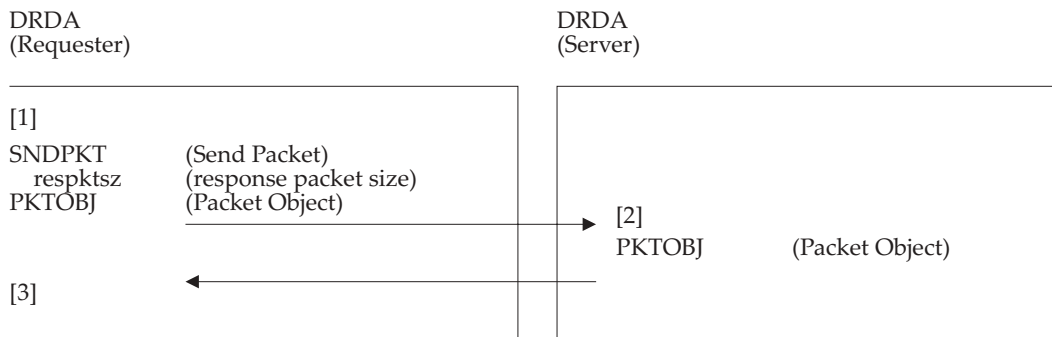 DRDA
(Requester)
DRDA
(Server)
[1]
SNDPKT (Send Packet)
respktsz (response packet size)
PKTOBJ (Packet Object)
[2]
PKTOBJ (Packet Object)
[3]